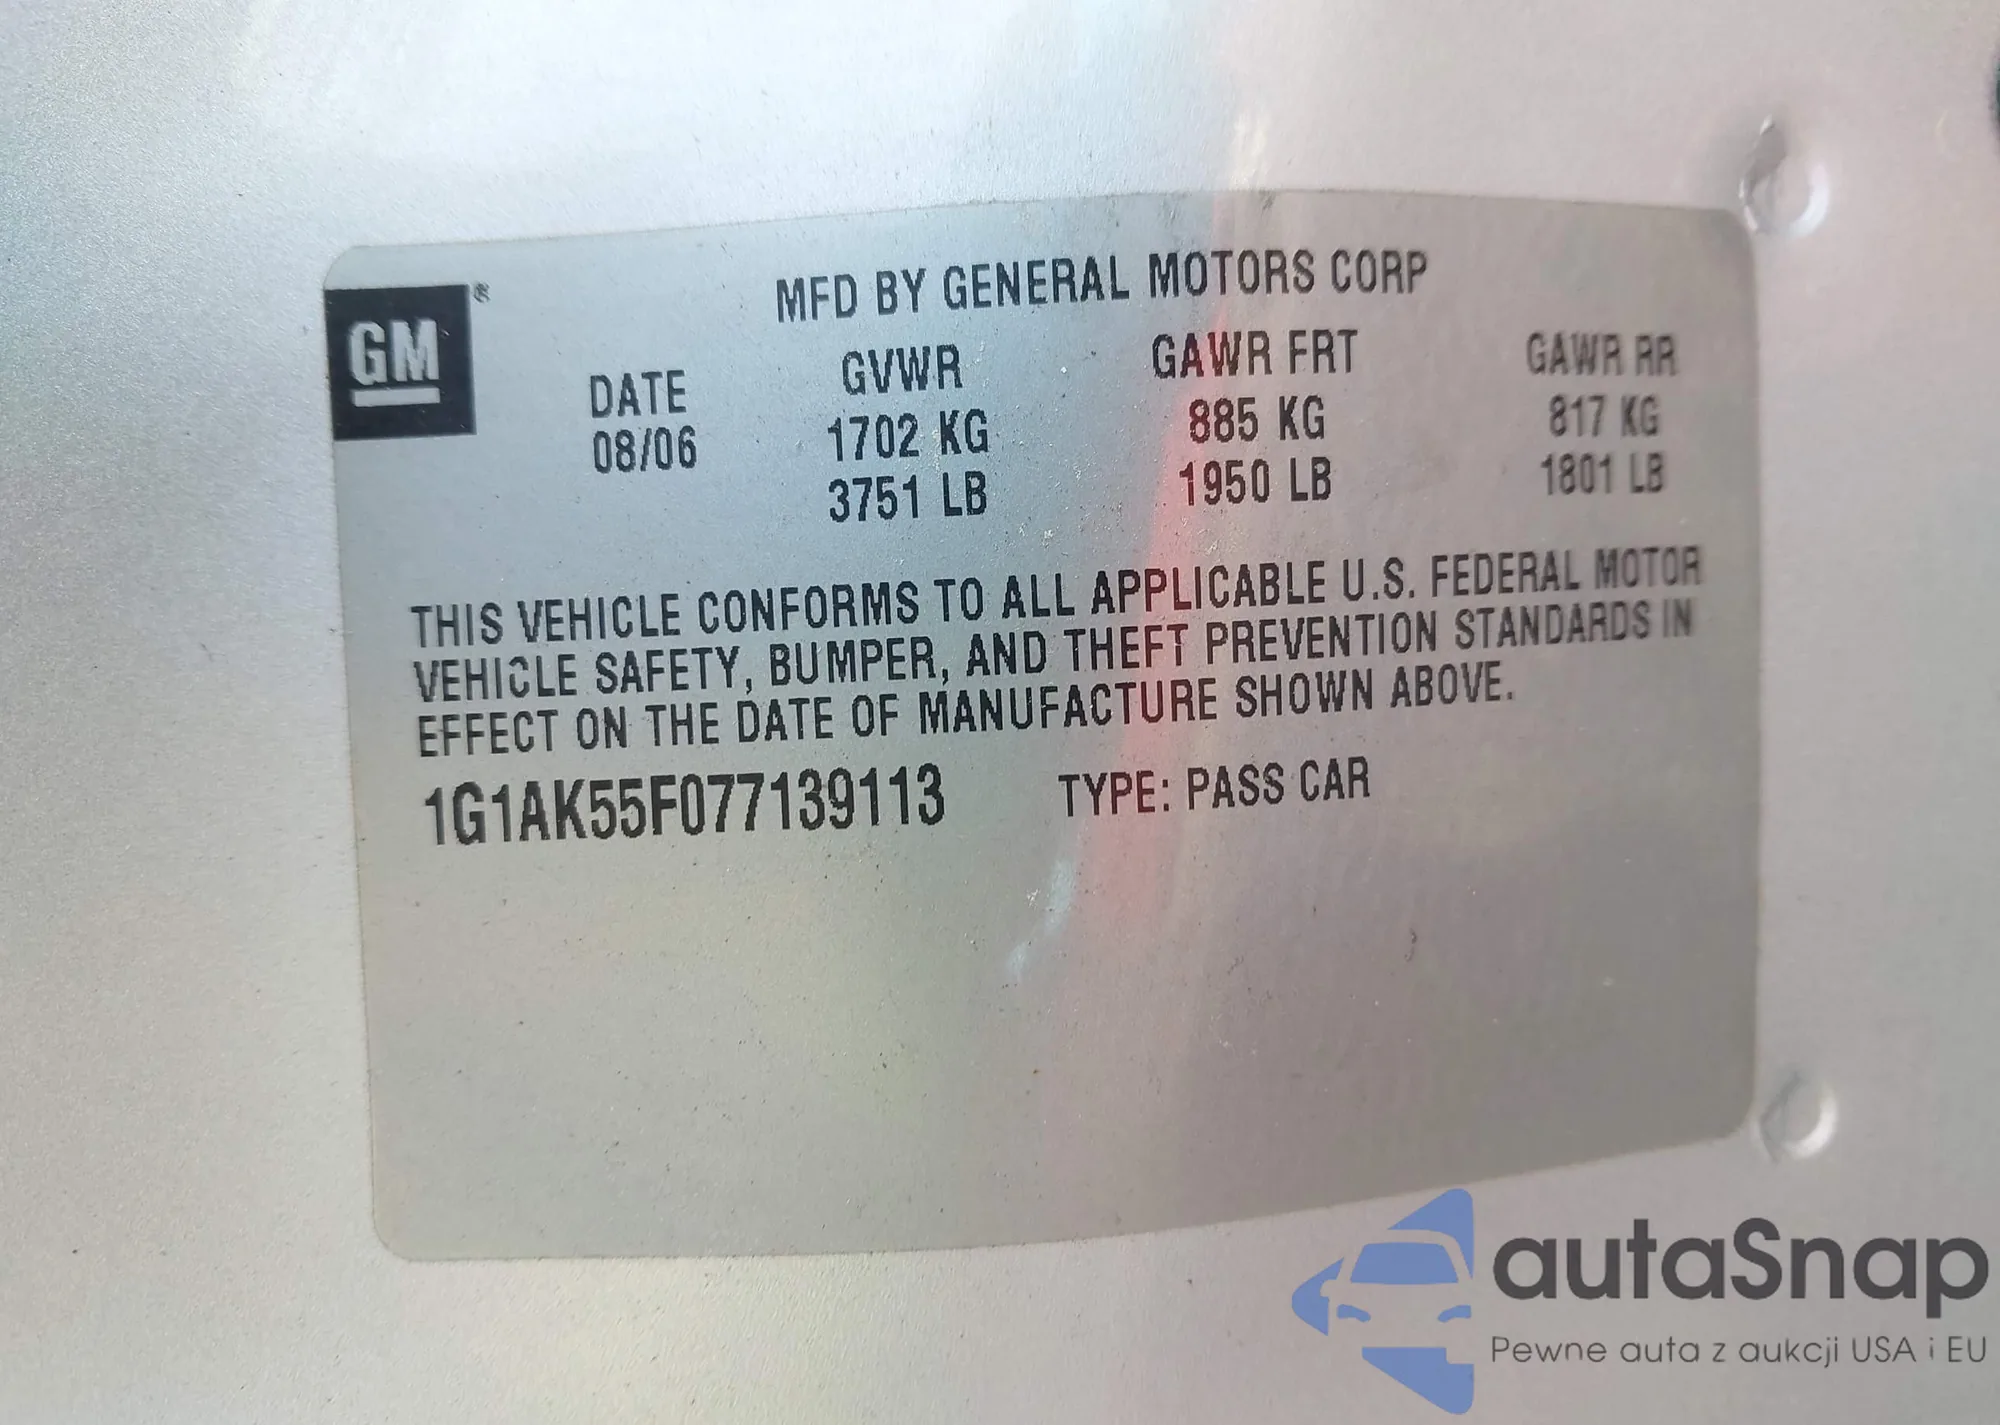 GM®
MFD BY GENERAL MOTORS CORP
DATE GVWR GAWR FRT GAWR RR
08/06 1702 KG 885 KG 817 KG
3751 LB 1950 LB 1801 LB
THIS VEHICLE CONFORMS TO ALL APPLICABLE U.S. FEDERAL MOTOR
VEHICLE SAFETY, BUMPER, AND THEFT PREVENTION STANDARDS IN
EFFECT ON THE DATE OF MANUFACTURE SHOWN ABOVE.
1G1AK55F077139113 TYPE: PASS CAR
autaSnap
Pewne auta z aukcji USA i EU